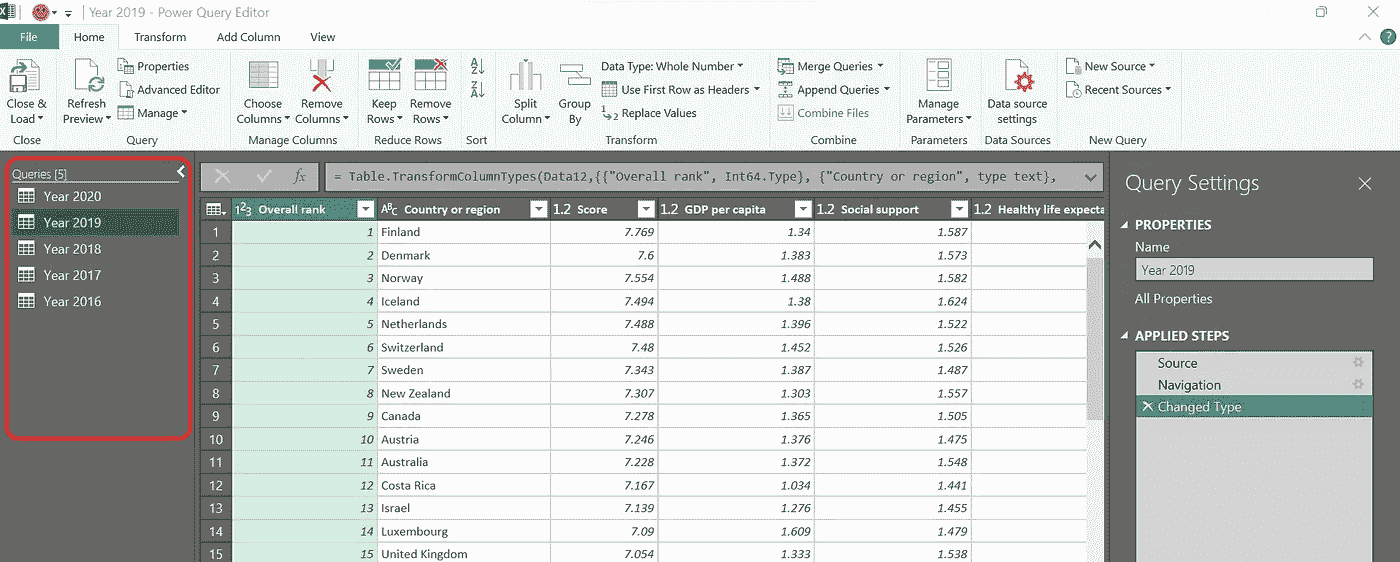 Year 2019 - Power Query Editor
File Home Transform Add Column View
Close & Load
Close
Refresh Preview
Properties
Advanced Editor
Manage
Query
Choose Columns
Remove Columns
Manage Columns
Keep Rows
Remove Rows
Reduce Rows
Sort
Split Column
Group By
Data Type: Whole Number
Use First Row as Headers
Replace Values
Transform
Merge Queries
Append Queries
Combine Files
Combine
Manage Parameters
Parameters
Data source settings
Data Sources
New Source
Recent Sources
New Query
Queries [5]
Year 2020
Year 2019
Year 2018
Year 2017
Year 2016
fx = Table.TransformColumnTypes(Data12,{{"Overall rank", Int64.Type}, {"Country or region", type text},
123 Overall rank ABC Country or region 1.2 Score 1.2 GDP per capita 1.2 Social support 1.2 Healthy life expecta
1 1 Finland 7.769 1.34 1.587
2 2 Denmark 7.6 1.383 1.573
3 3 Norway 7.554 1.488 1.582
4 4 Iceland 7.494 1.38 1.624
5 5 Netherlands 7.488 1.396 1.522
6 6 Switzerland 7.48 1.452 1.526
7 7 Sweden 7.343 1.387 1.487
8 8 New Zealand 7.307 1.303 1.557
9 9 Canada 7.278 1.365 1.505
10 10 Austria 7.246 1.376 1.475
11 11 Australia 7.228 1.372 1.548
12 12 Costa Rica 7.167 1.034 1.441
13 13 Israel 7.139 1.276 1.455
14 14 Luxembourg 7.09 1.609 1.479
15 15 United Kingdom 7.054 1.333 1.538
Query Settings
PROPERTIES
Name
Year 2019
All Properties
APPLIED STEPS
Source
Navigation
Changed Type